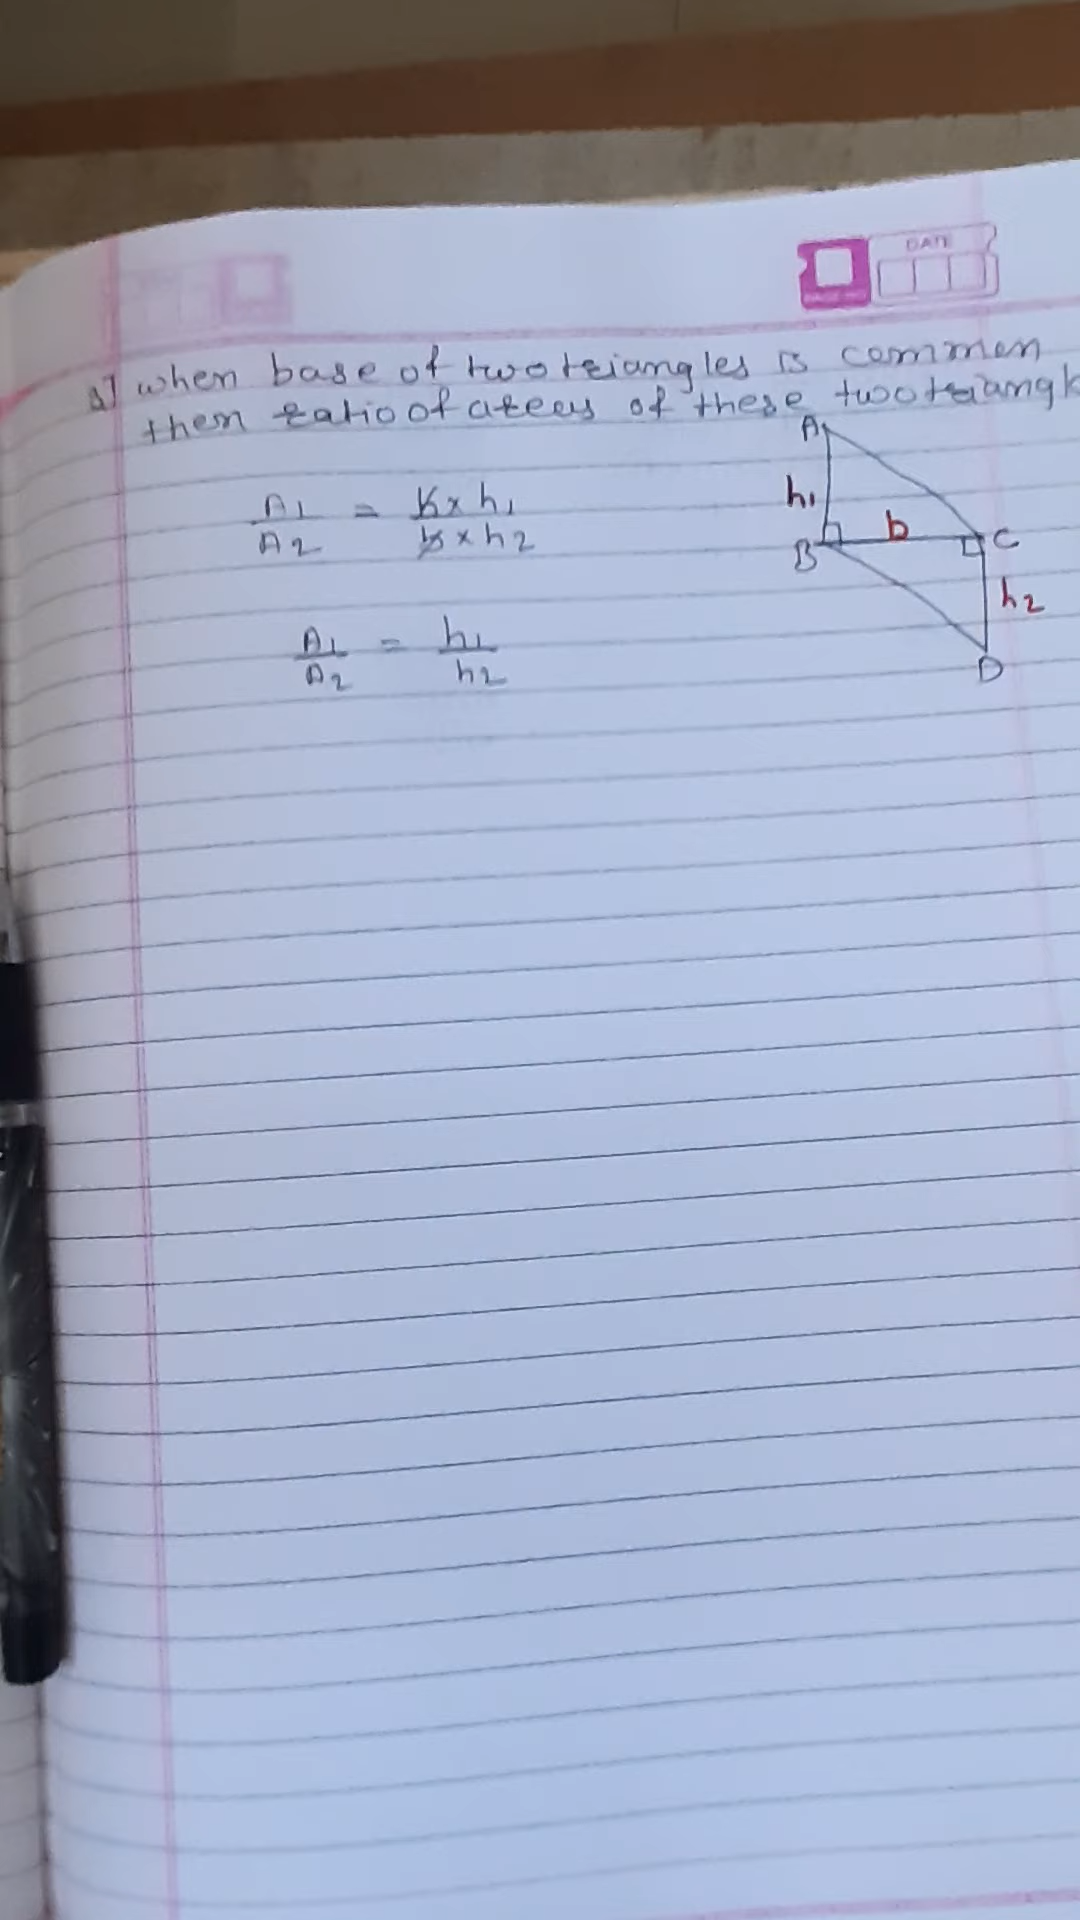 DATE
3] when base of two triangles is common
then ratio of areas of these two triangl
A1/A2 = b x h1/b x h2
A1/A2 = h1/h2
A
h1
b
B
C
h2
D